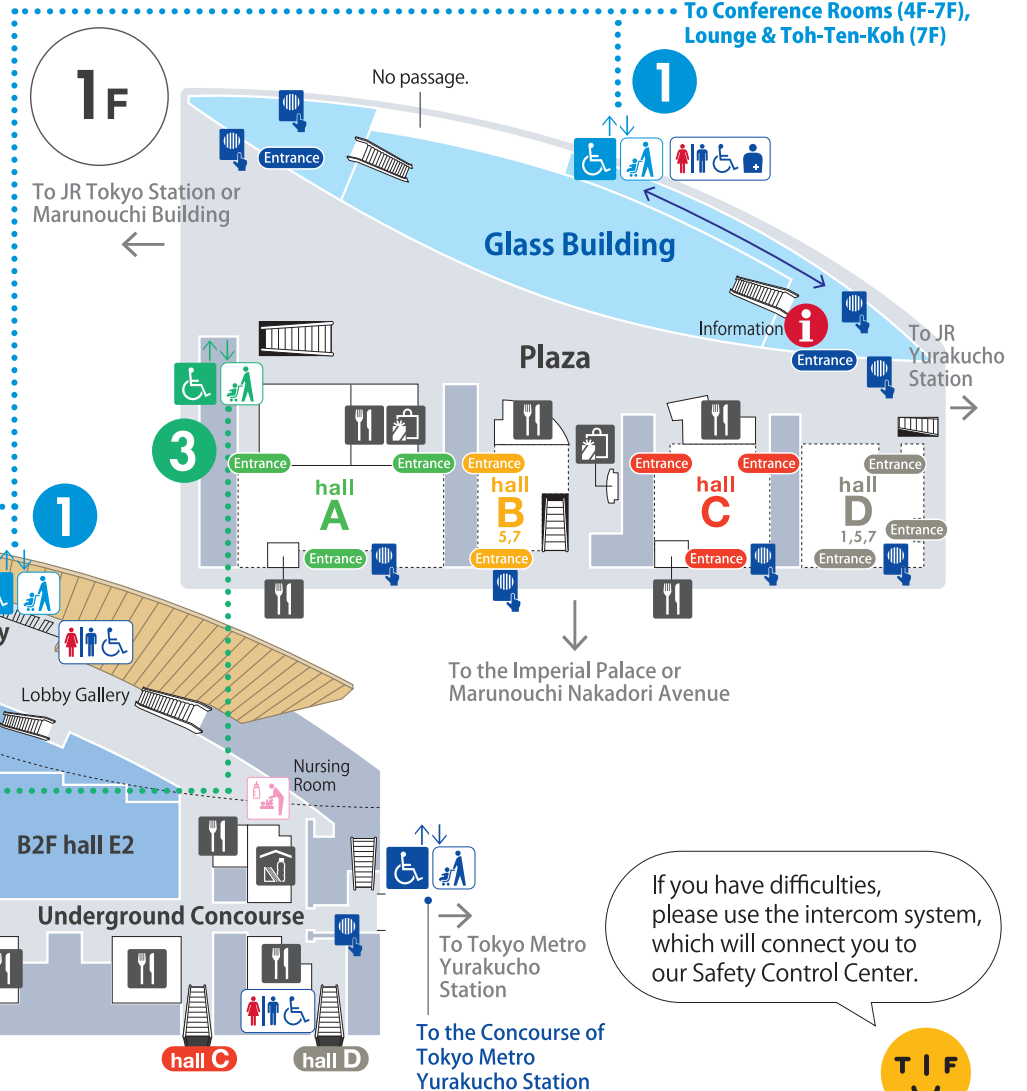 To Conference Rooms (4F-7F),
Lounge & Toh-Ten-Koh (7F)
1F
No passage.
1
Entrance
To JR Tokyo Station or
Marunouchi Building
Glass Building
Information
i
Entrance
To JR
Yurakucho
Station
Plaza
3
Entrance
Entrance
hall
A
Entrance
Entrance
hall
B
5,7
Entrance
Entrance
Entrance
hall
C
Entrance
Entrance
hall
D
1,5,7
Entrance
Entrance
To the Imperial Palace or
Marunouchi Nakadori Avenue
1
y
Lobby Gallery
Nursing
Room
B2F hall E2
Underground Concourse
To Tokyo Metro
Yurakucho
Station
To the Concourse of
Tokyo Metro
Yurakucho Station
hall C
hall D
If you have difficulties,
please use the intercom system,
which will connect you to
our Safety Control Center.
T I F